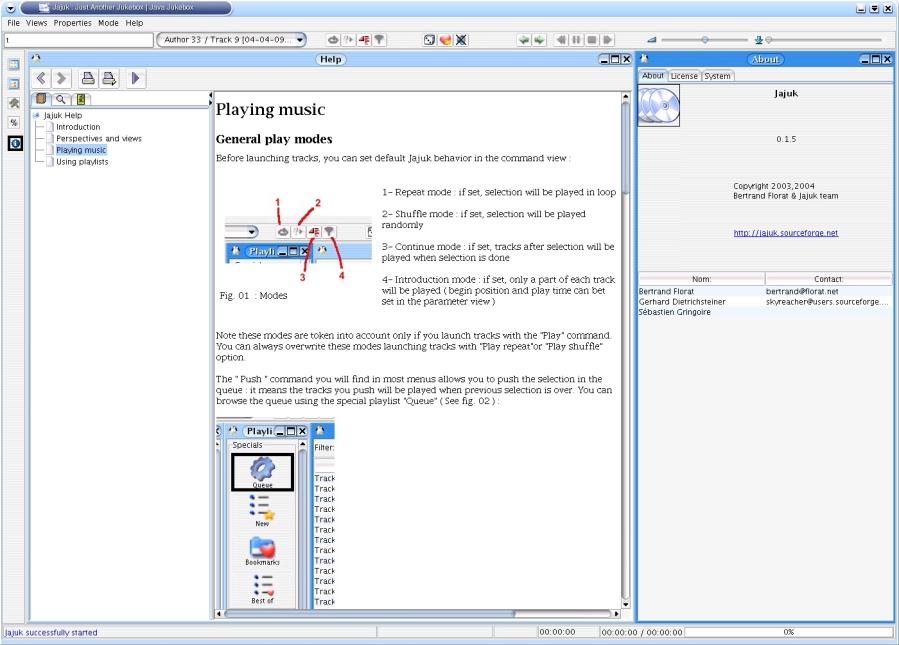 Jajuk : Just Another Jukebox | Java Jukebox
File Views Properties Mode Help
t
Author 33 / Track 9 [04-04-09...
Help
Jajuk Help
Introduction
Perspectives and views
Playing music
Using playlists
Playing music
General play modes
Before launching tracks, you can set default Jajuk behavior in the command view :
1
2
Playli
3
4
Fig. 01 : Modes
1- Repeat mode : if set, selection will be played in loop
2- Shuffle mode : if set, selection will be played
randomly
3- Continue mode : if set, tracks after selection will be
played when selection is done
4- Introduction mode : if set, only a part of each track
will be played ( begin position and play time can bet
set in the parameter view )
Note these modes are token into account only if you launch tracks with the "Play" command.
You can always overwrite these modes launching tracks with "Play repeat"or "Play shuffle"
option.
The " Push " command you will find in most menus allows you to push the selection in the
queue : it means the tracks you push will be played when previous selection is over. You can
browse the queue using the special playlist "Queue" ( See fig. 02 ) :
Playli
Specials
Queue
New
Bookmarks
Best of
Filter:
Track
Track
Track
Track
Track
Track
Track
Track
Track
Track
Track
Track
Track
About
About License System
Jajuk
0.1.5
Copyright 2003,2004
Bertrand Florat & Jajuk team
http://jajuk.sourceforge.net
Nom: Contact:
Bertrand Florat bertrand@florat.net
Gerhard Dietrichsteiner skyreacher@users.sourceforge....
Sébastien Gringoire
Jajuk successfully started
00:00:00
00:00:00 / 00:00:00
0%